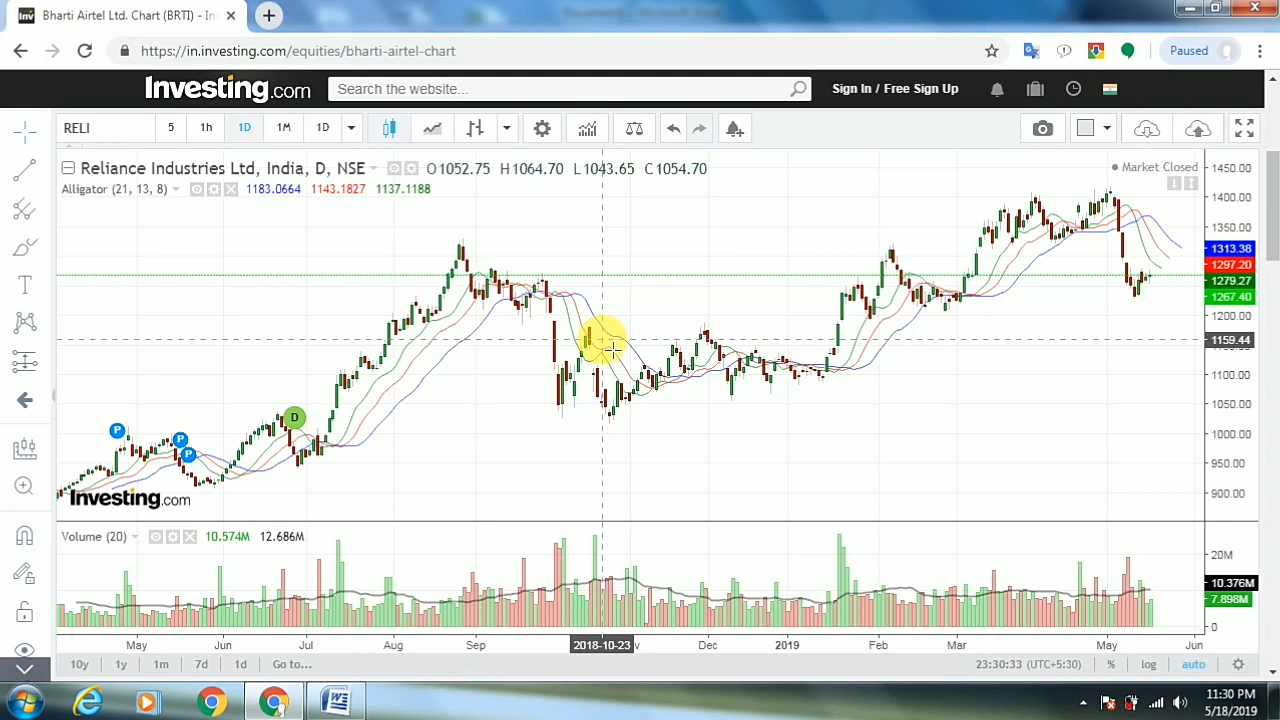 Bharti Airtel Ltd. Chart (BRTI) - In
https://in.investing.com/equities/bharti-airtel-chart
Paused
Investing.com
Search the website...
Sign In / Free Sign Up
RELI
5
1h
1D
1M
1D
Reliance Industries Ltd, India, D, NSE
O1052.75 H1064.70 L1043.65 C1054.70
Market Closed
Alligator (21, 13, 8)
1183.0664 1143.1827 1137.1188
1450.00
1400.00
1350.00
1313.38
1297.20
1279.27
1267.40
1200.00
1159.44
1100.00
1050.00
1000.00
950.00
900.00
P
P
P
D
Investing.com
Volume (20)
10.574M 12.686M
20M
10.376M
7.898M
0
May Jun Jul Aug Sep 2018-10-23 v Dec 2019 Feb Mar May Jun
10y 1y 1m 7d 1d Go to...
23:30:33 (UTC+5:30) % log auto
11:30 PM
5/18/2019